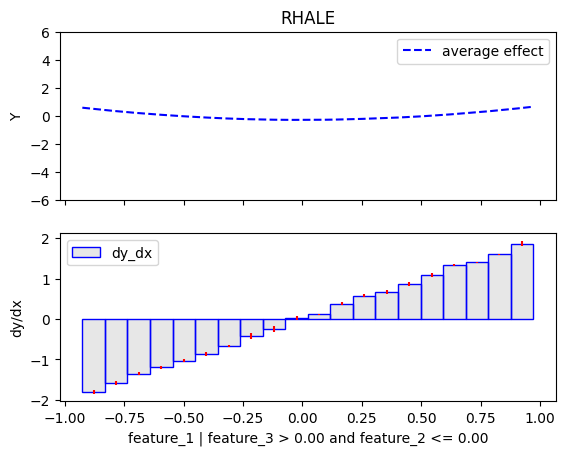 RHALE
average effect
Y
6
4
2
0
−2
−4
−6
dy_dx
dy/dx
2
1
0
−1
−2
−1.00 −0.75 −0.50 −0.25 0.00 0.25 0.50 0.75 1.00
feature_1 | feature_3 > 0.00 and feature_2 <= 0.00